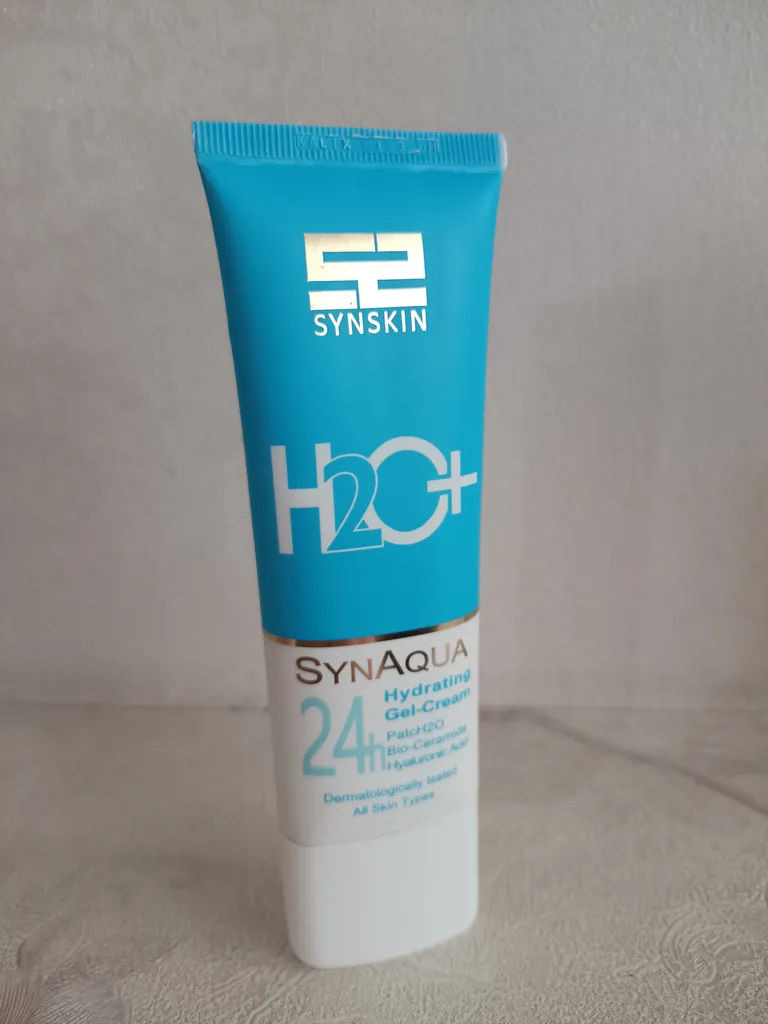 SYNSKIN
H2O+
SYNAQUA
24h
Hydrating
Gel-Cream
PatcH2O
Bio-Ceramide
Hyaluronic Acid
Dermatologically tested
All Skin Types